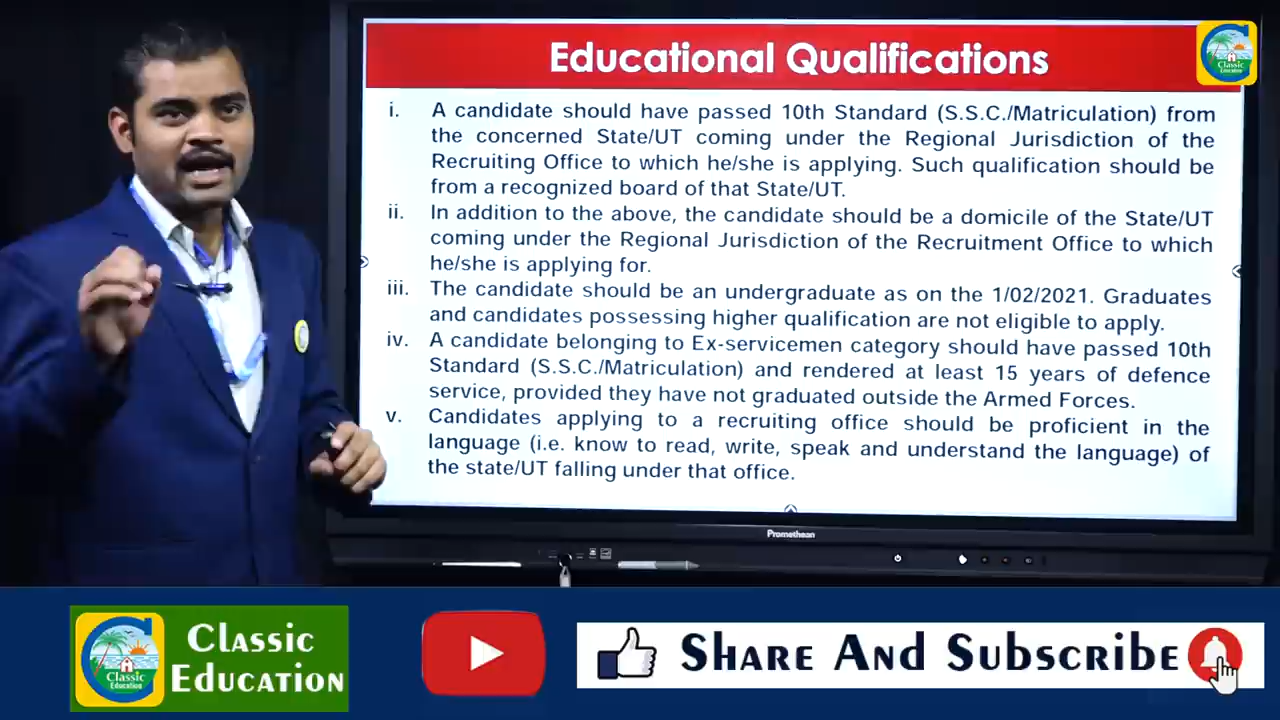 Educational Qualifications
Classic
Education
i. A candidate should have passed 10th Standard (S.S.C./Matriculation) from
the concerned State/UT coming under the Regional Jurisdiction of the
Recruiting Office to which he/she is applying. Such qualification should be
from a recognized board of that State/UT.
ii. In addition to the above, the candidate should be a domicile of the State/UT
coming under the Regional Jurisdiction of the Recruitment Office to which
he/she is applying for.
iii. The candidate should be an undergraduate as on the 1/02/2021. Graduates
and candidates possessing higher qualification are not eligible to apply.
iv. A candidate belonging to Ex-servicemen category should have passed 10th
Standard (S.S.C./Matriculation) and rendered at least 15 years of defence
service, provided they have not graduated outside the Armed Forces.
v. Candidates applying to a recruiting office should be proficient in the
language (i.e. know to read, write, speak and understand the language) of
the state/UT falling under that office.
Promethean
Classic
Education
Classic
Education
Share And Subscribe